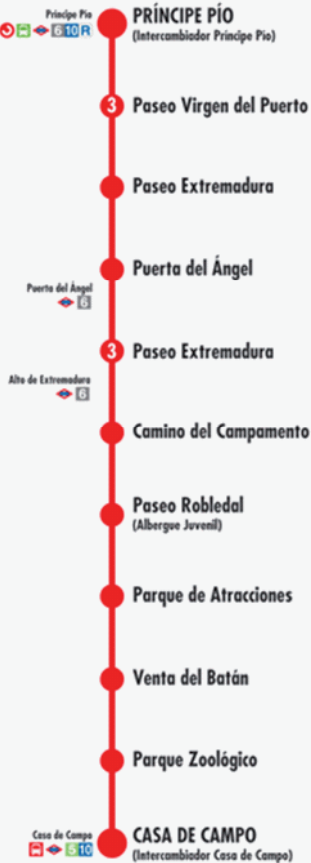 Príncipe Pío
6 10 R
PRÍNCIPE PÍO
(Intercambiador Príncipe Pío)
3 Paseo Virgen del Puerto
Paseo Extremadura
Puerta del Ángel
Puerta del Ángel
6
3 Paseo Extremadura
Alto de Extremadura
6
Camino del Campamento
Paseo Robledal
(Albergue Juvenil)
Parque de Atracciones
Venta del Batán
Parque Zoológico
Casa de Campo
5 10
CASA DE CAMPO
(Intercambiador Casa de Campo)